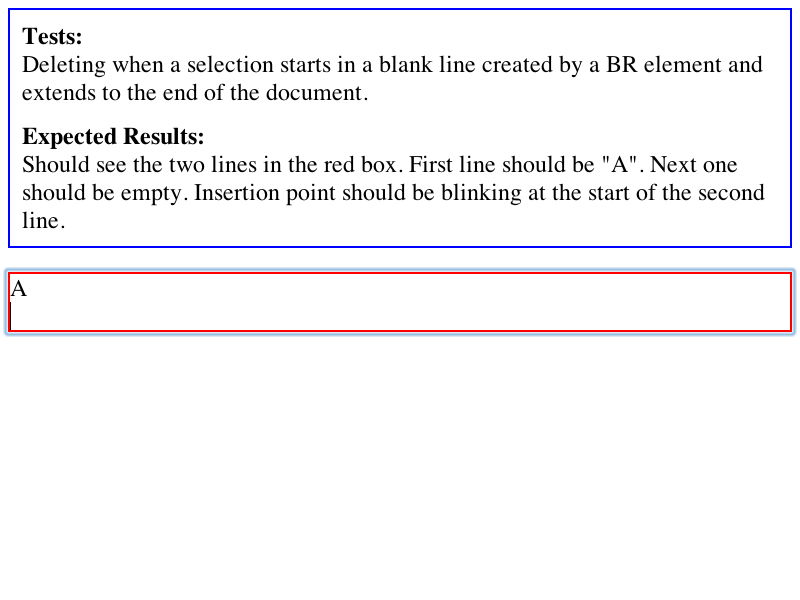 Tests:
Deleting when a selection starts in a blank line created by a BR element and
extends to the end of the document.
Expected Results:
Should see the two lines in the red box. First line should be "A". Next one
should be empty. Insertion point should be blinking at the start of the second
line.
A